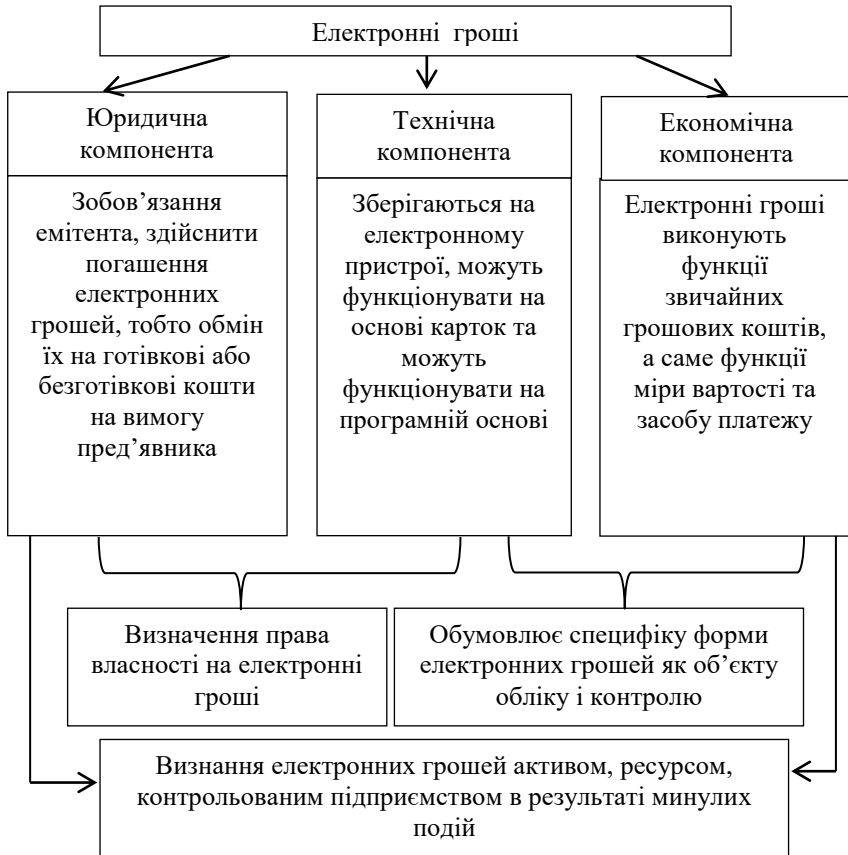 Електронні гроші
Юридична
компонента
Зобов’язання
емітента, здійснити
погашення
електронних
грошей, тобто обмін
їх на готівкові або
безготівкові кошти
на вимогу
пред’явника
Технічна
компонента
Зберігаються на
електронному
пристрої, можуть
функціонувати на
основі карток та
можуть
функціонувати на
програмній основі
Економічна
компонента
Електронні гроші
виконують
функції
звичайних
грошових коштів,
а саме функції
міри вартості та
засобу платежу
Визначення права
власності на електронні
гроші
Обумовлює специфіку форми
електронних грошей як об’єкту
обліку і контролю
Визнання електронних грошей активом, ресурсом,
контрольованим підприємством в результаті минулих
подій